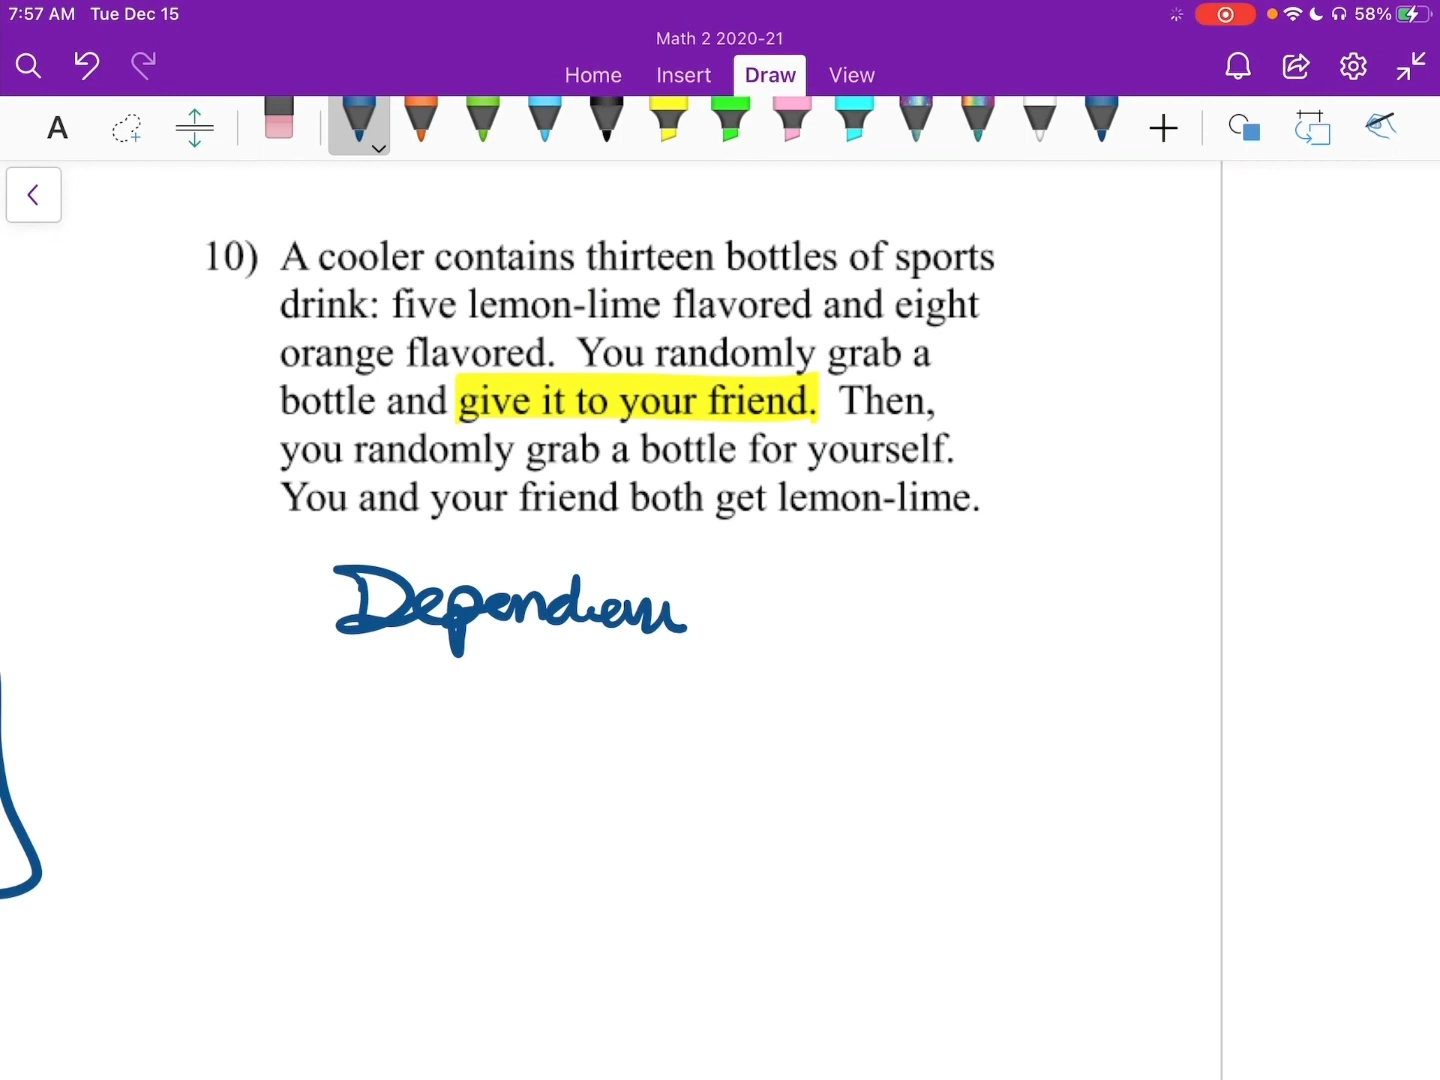 7:57 AM Tue Dec 15
58%
Math 2 2020-21
Home Insert Draw View
A
10) A cooler contains thirteen bottles of sports
drink: five lemon-lime flavored and eight
orange flavored. You randomly grab a
bottle and give it to your friend. Then,
you randomly grab a bottle for yourself.
You and your friend both get lemon-lime.
Dependen